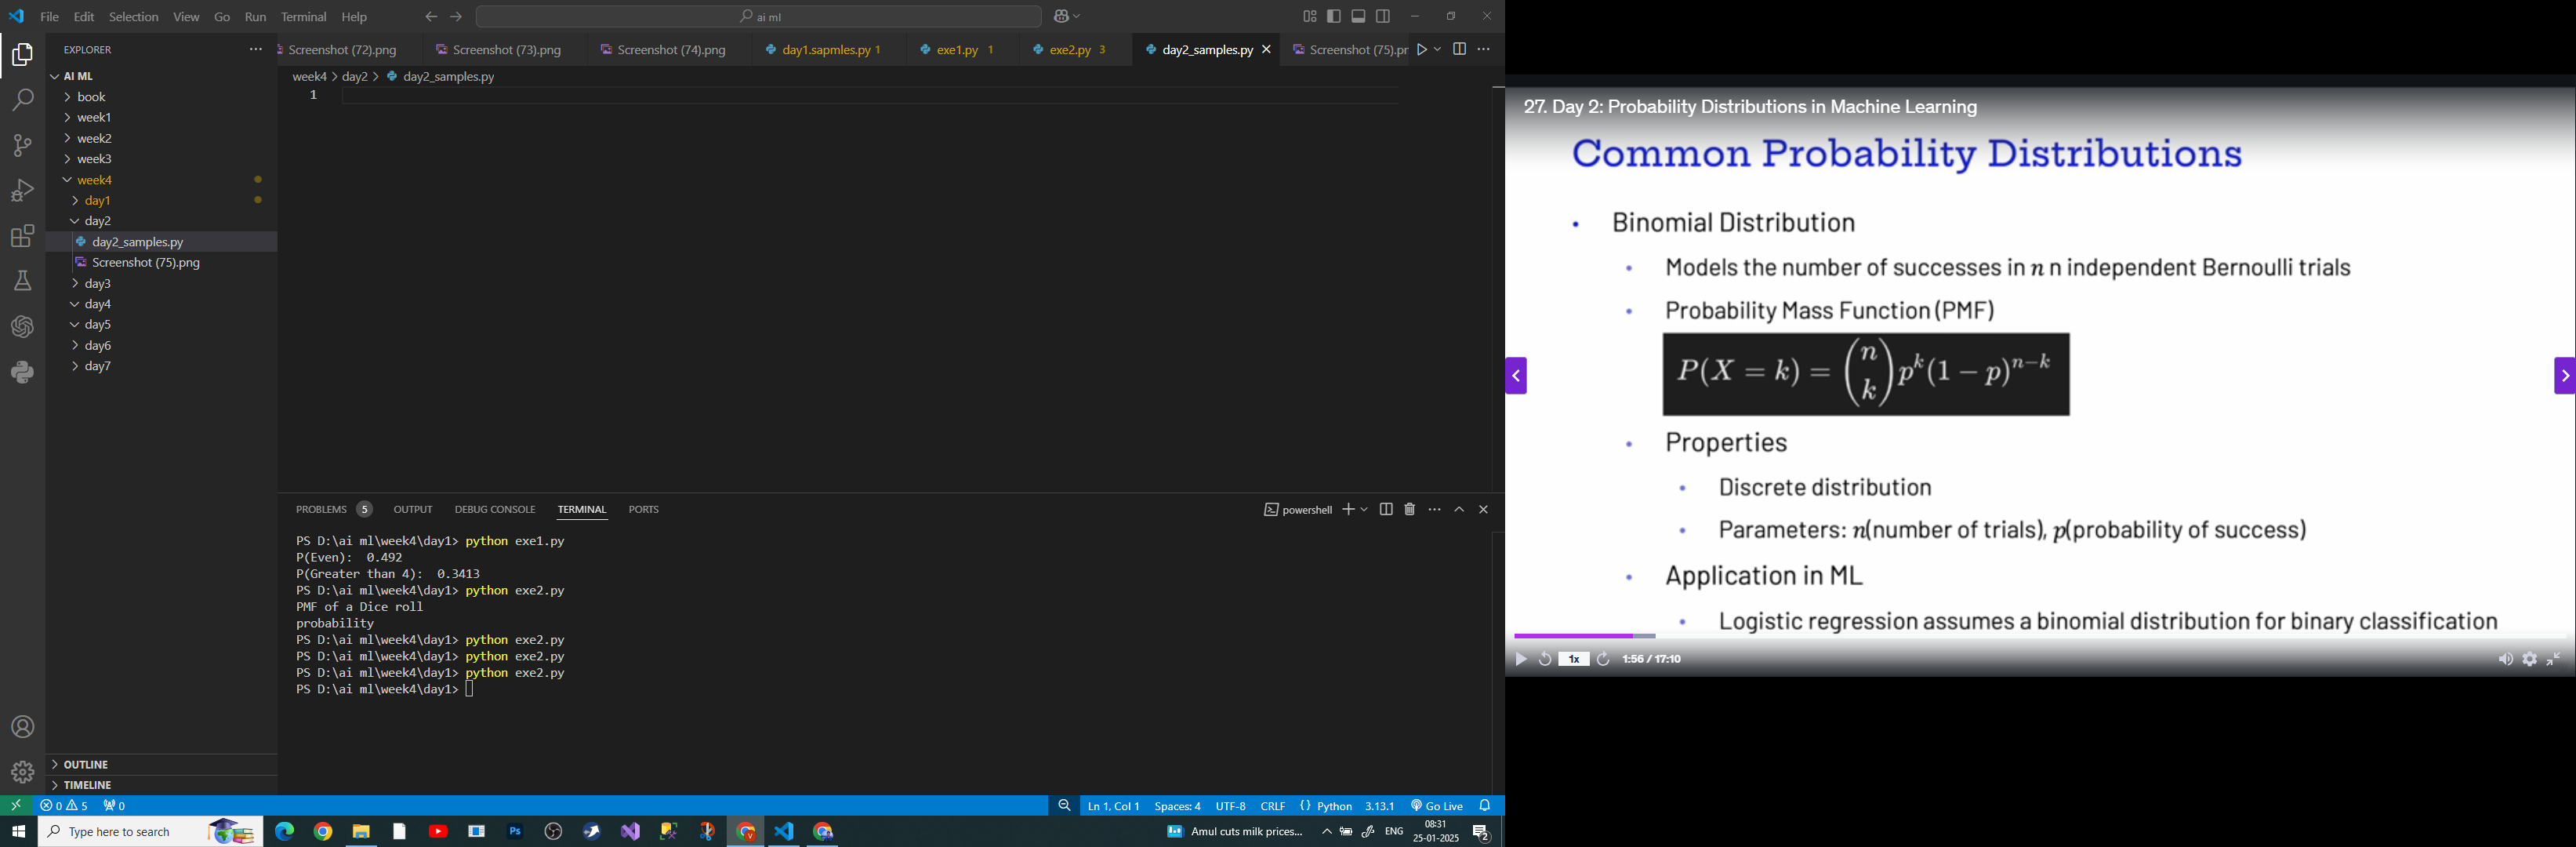 File Edit Selection View Go Run Terminal Help
ai ml
EXPLORER
AI ML
book
week1
week2
week3
week4
day1
day2
day2_samples.py
Screenshot (75).png
day3
day4
day5
day6
day7
OUTLINE
TIMELINE
Screenshot (72).png Screenshot (73).png Screenshot (74).png day1.sapmles.py 1 exe1.py 1 exe2.py 3 day2_samples.py Screenshot (75).pr
week4 > day2 > day2_samples.py
1
PROBLEMS 5 OUTPUT DEBUG CONSOLE TERMINAL PORTS
powershell
PS D:\ai ml\week4\day1> python exe1.py
P(Even):  0.492
P(Greater than 4):  0.3413
PS D:\ai ml\week4\day1> python exe2.py
PMF of a Dice roll
probability
PS D:\ai ml\week4\day1> python exe2.py
PS D:\ai ml\week4\day1> python exe2.py
PS D:\ai ml\week4\day1> python exe2.py
PS D:\ai ml\week4\day1>
0 5 0
Ln 1, Col 1 Spaces: 4 UTF-8 CRLF {} Python 3.13.1 Go Live
Type here to search
Ps
Amul cuts milk prices...
ENG
08:31
25-01-2025
2
27. Day 2: Probability Distributions in Machine Learning
Common Probability Distributions
• Binomial Distribution
• Models the number of successes in n n independent Bernoulli trials
• Probability Mass Function (PMF)
P(X = k) = (n k) p^k (1 − p)^{n−k}
• Properties
• Discrete distribution
• Parameters: n(number of trials), p(probability of success)
• Application in ML
• Logistic regression assumes a binomial distribution for binary classification
1x 1:56 / 17:10